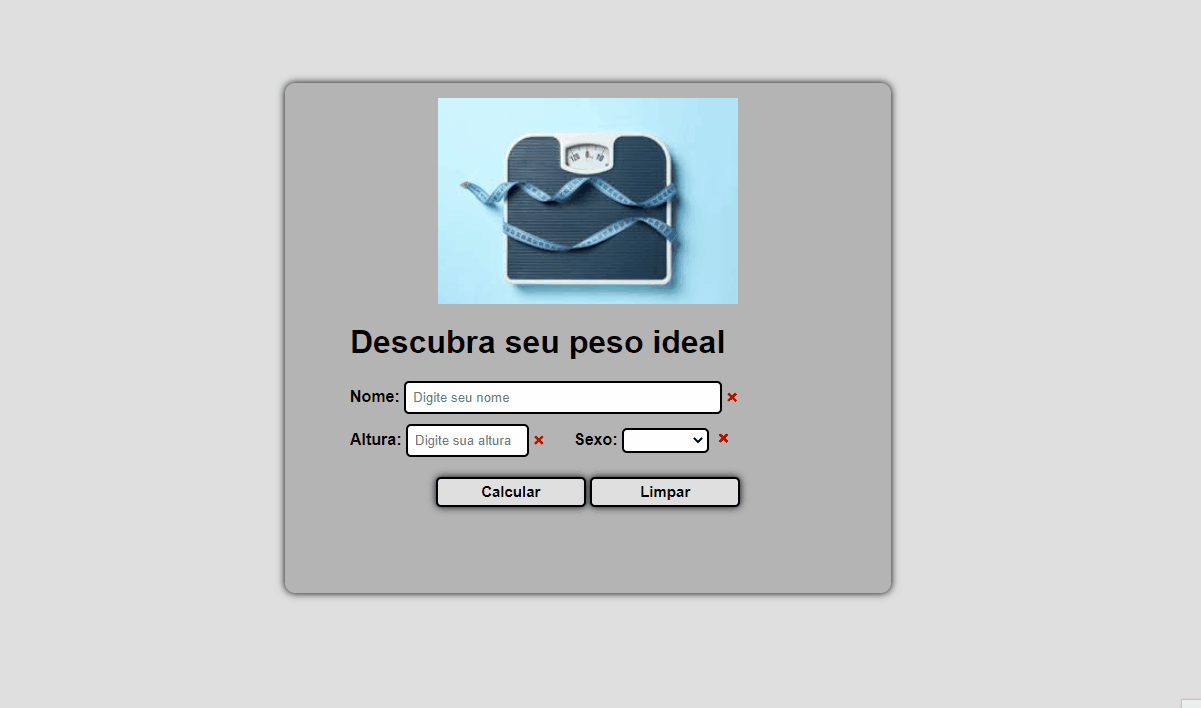 Descubra seu peso ideal
Nome: Digite seu nome
Altura: Digite sua altura Sexo:
Calcular Limpar